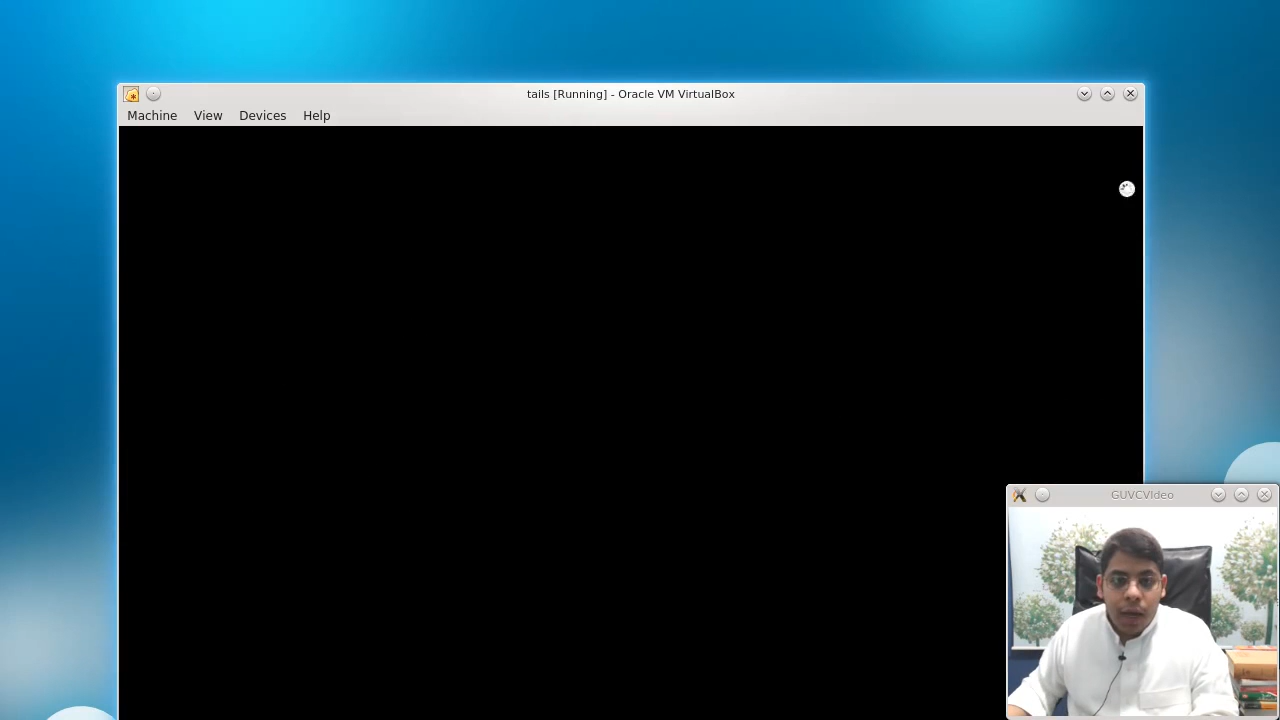 tails [Running] - Oracle VM VirtualBox
Machine View Devices Help
GUVCVIdeo